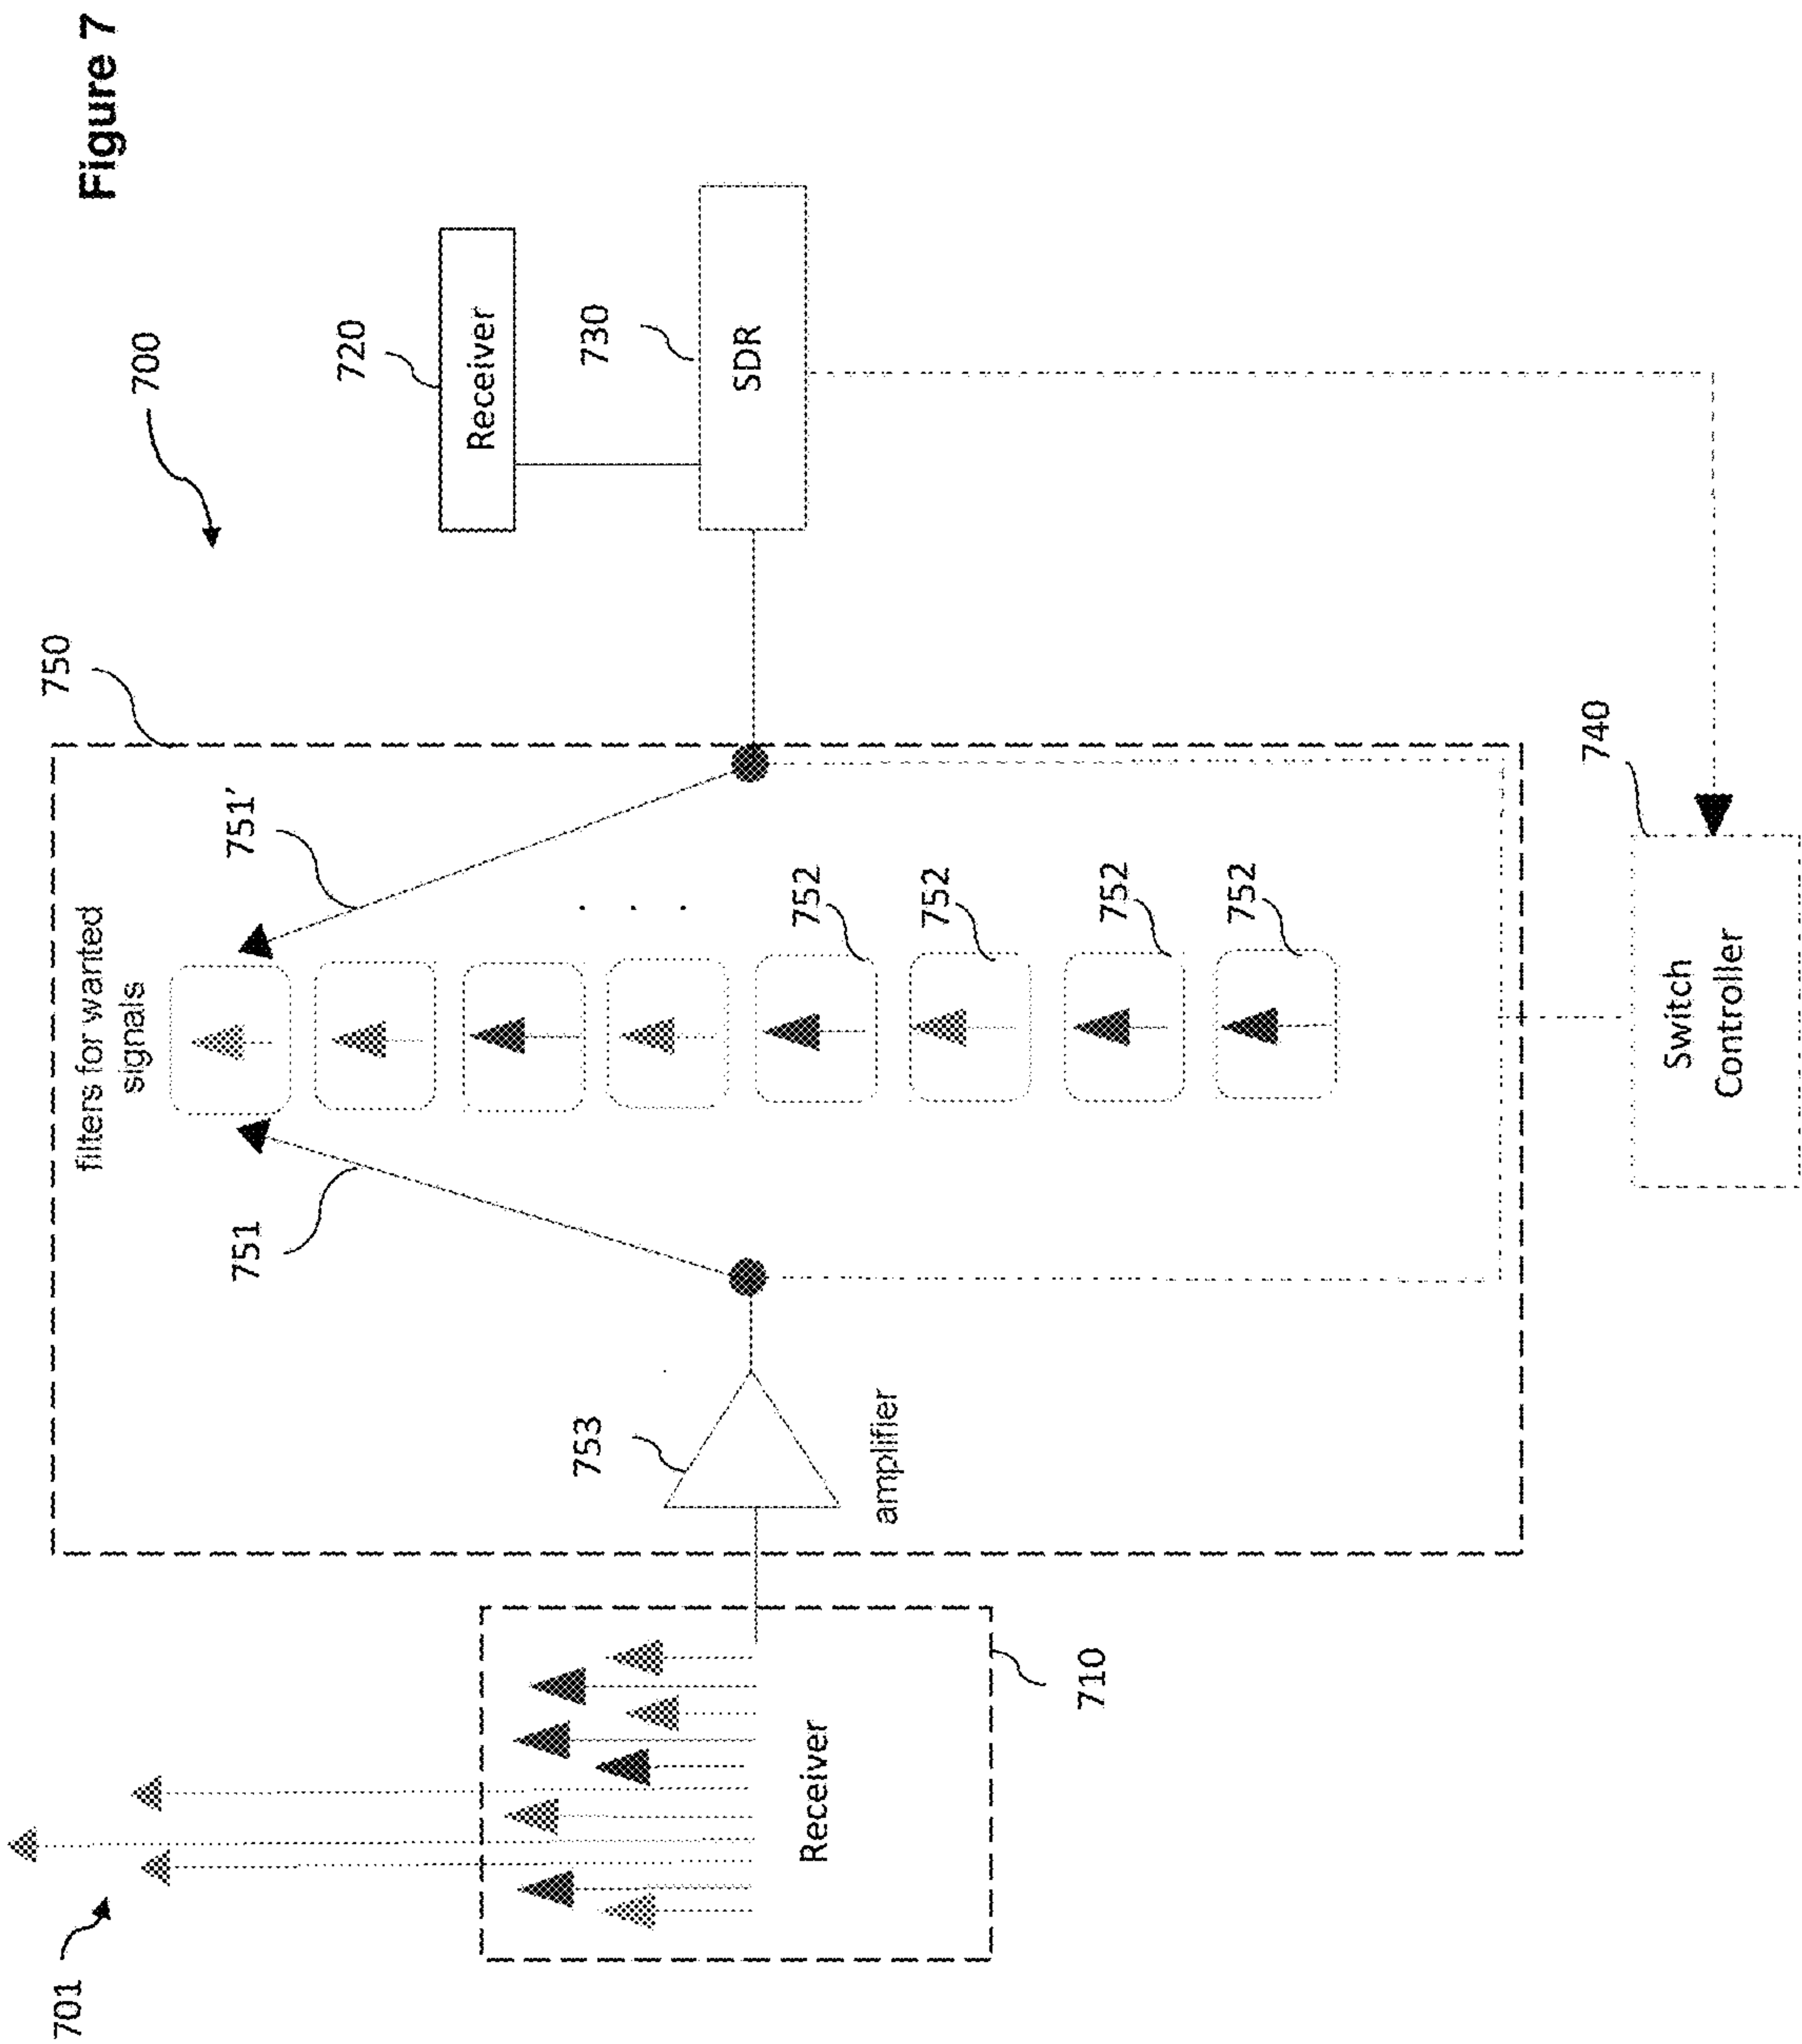 Figure 7
700
750
720
Receiver
730
SDR
filters for wanted
signals
751'
751
752
752
752
752
753
amplifier
740
Switch
Controller
701
Receiver
710